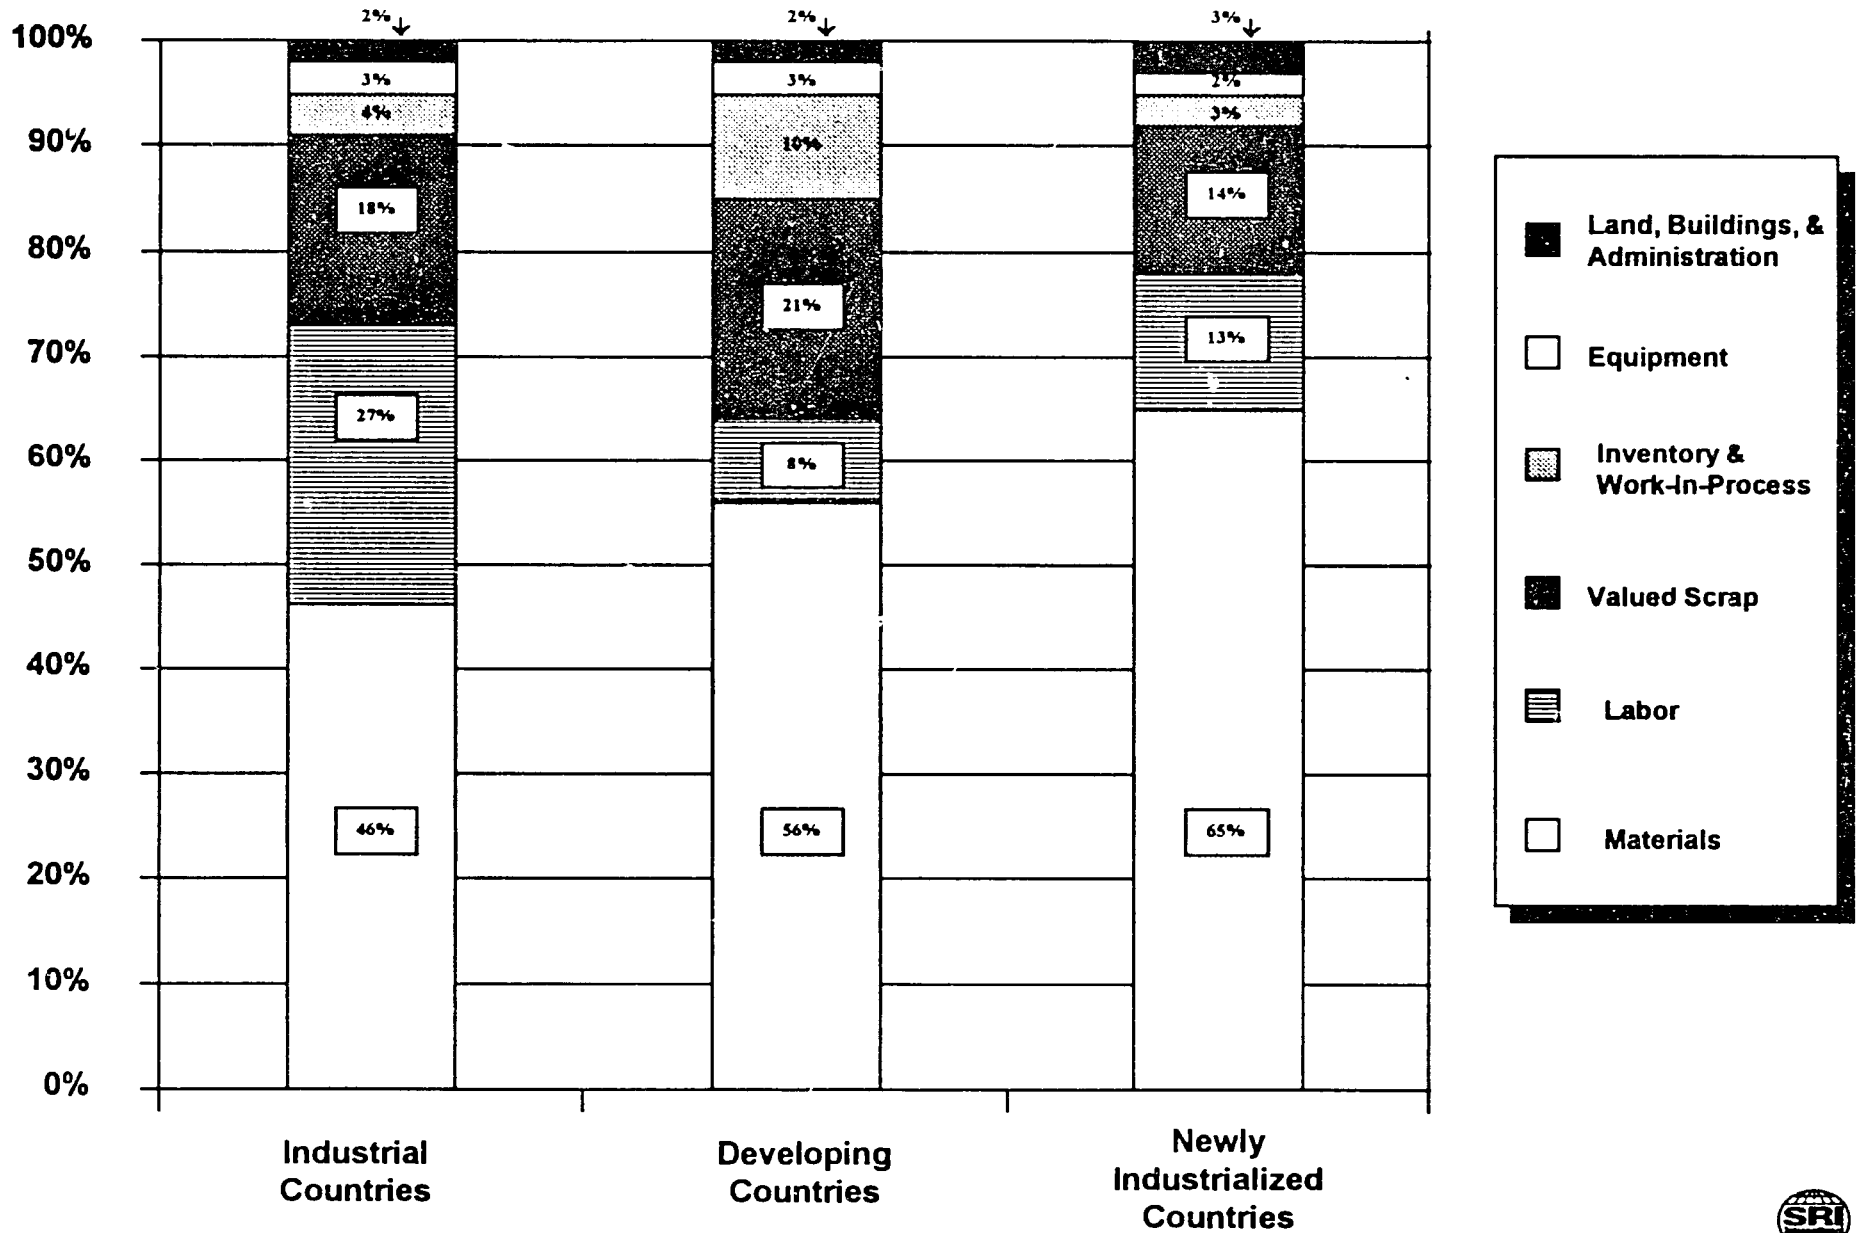 2% 2% 3%
100%
3% 3% 2%
4% 3%
90% 10%
18% 14%
80%
21%
13%
70%
27%
60% 8%
50%
40%
30%
46% 56% 65%
20%
10%
0%
Industrial
Countries
Developing
Countries
Newly
Industrialized
Countries
Land, Buildings, &
Administration
Equipment
Inventory &
Work-In-Process
Valued Scrap
Labor
Materials
SRI